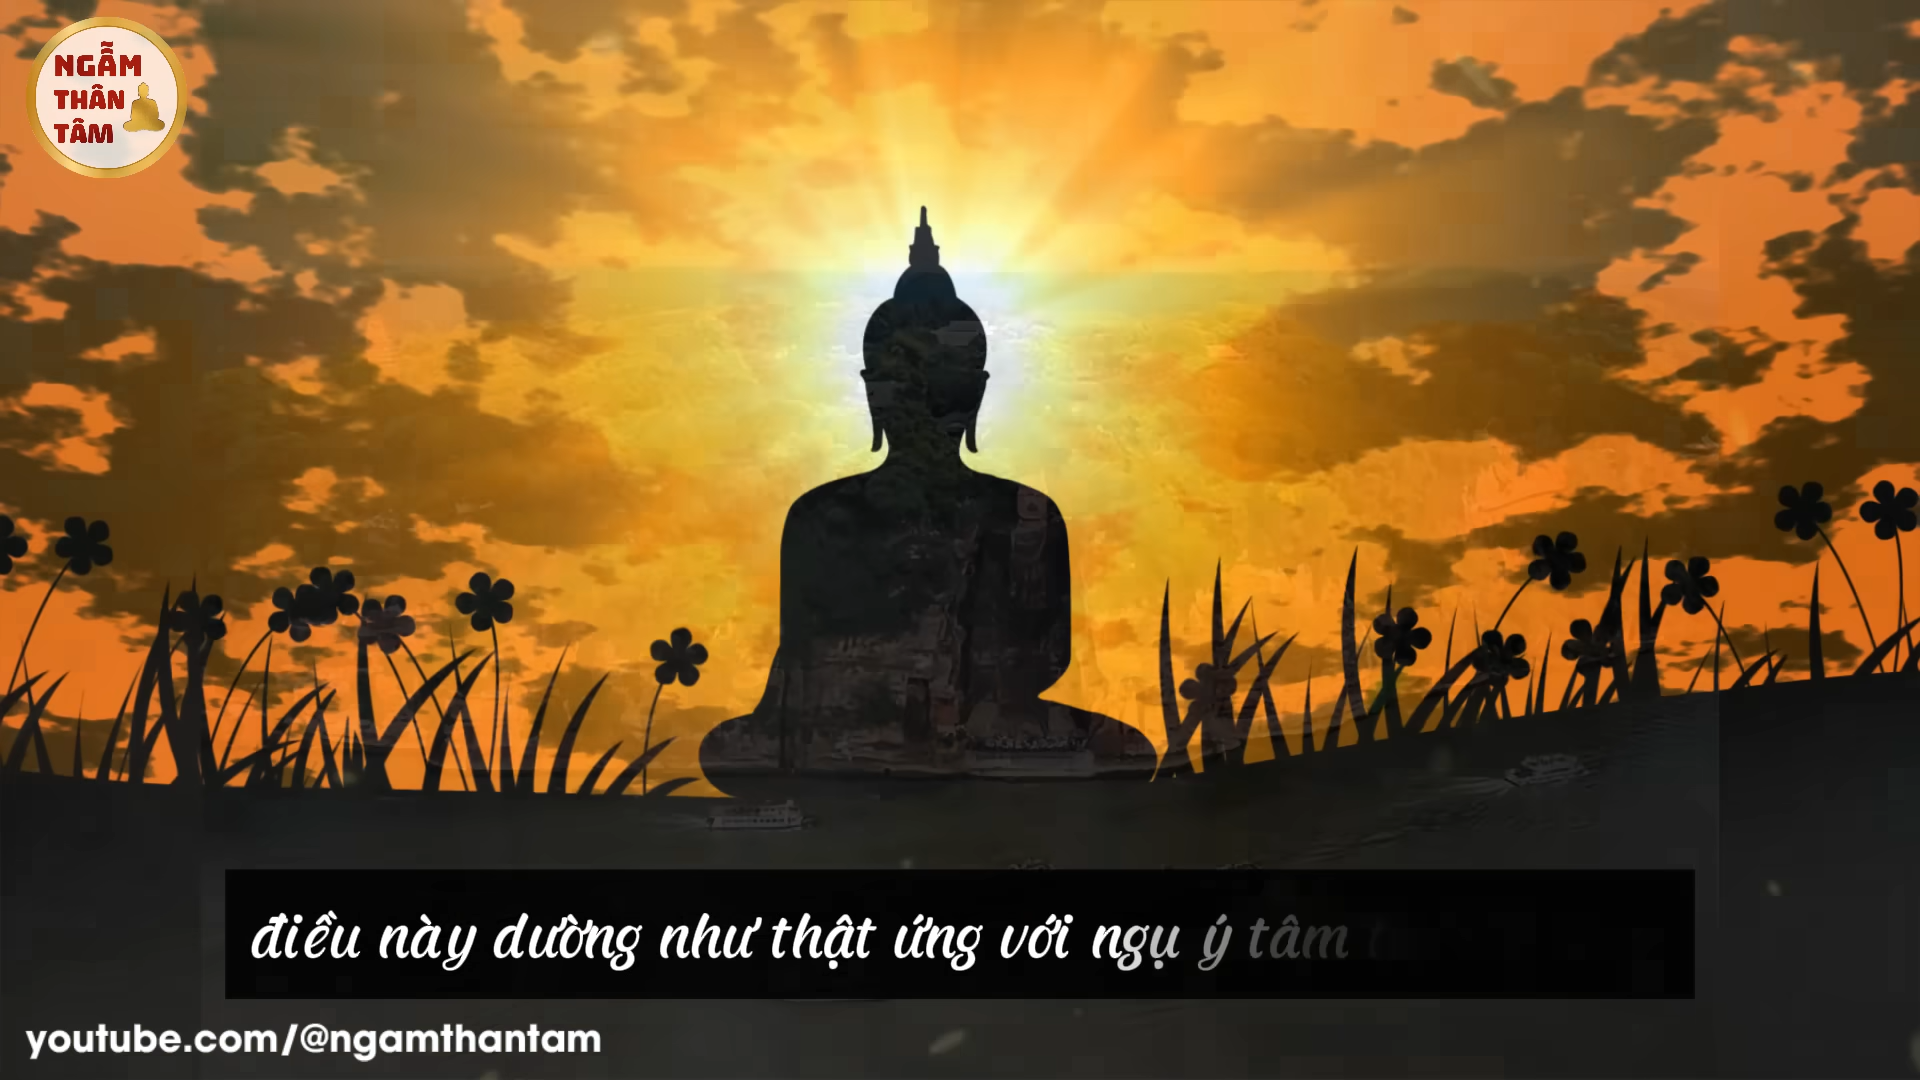 NGẪM
THÂN
TÂM
điều này dường như thật ứng với ngụ ý tâm
youtube.com/@ngamthantam